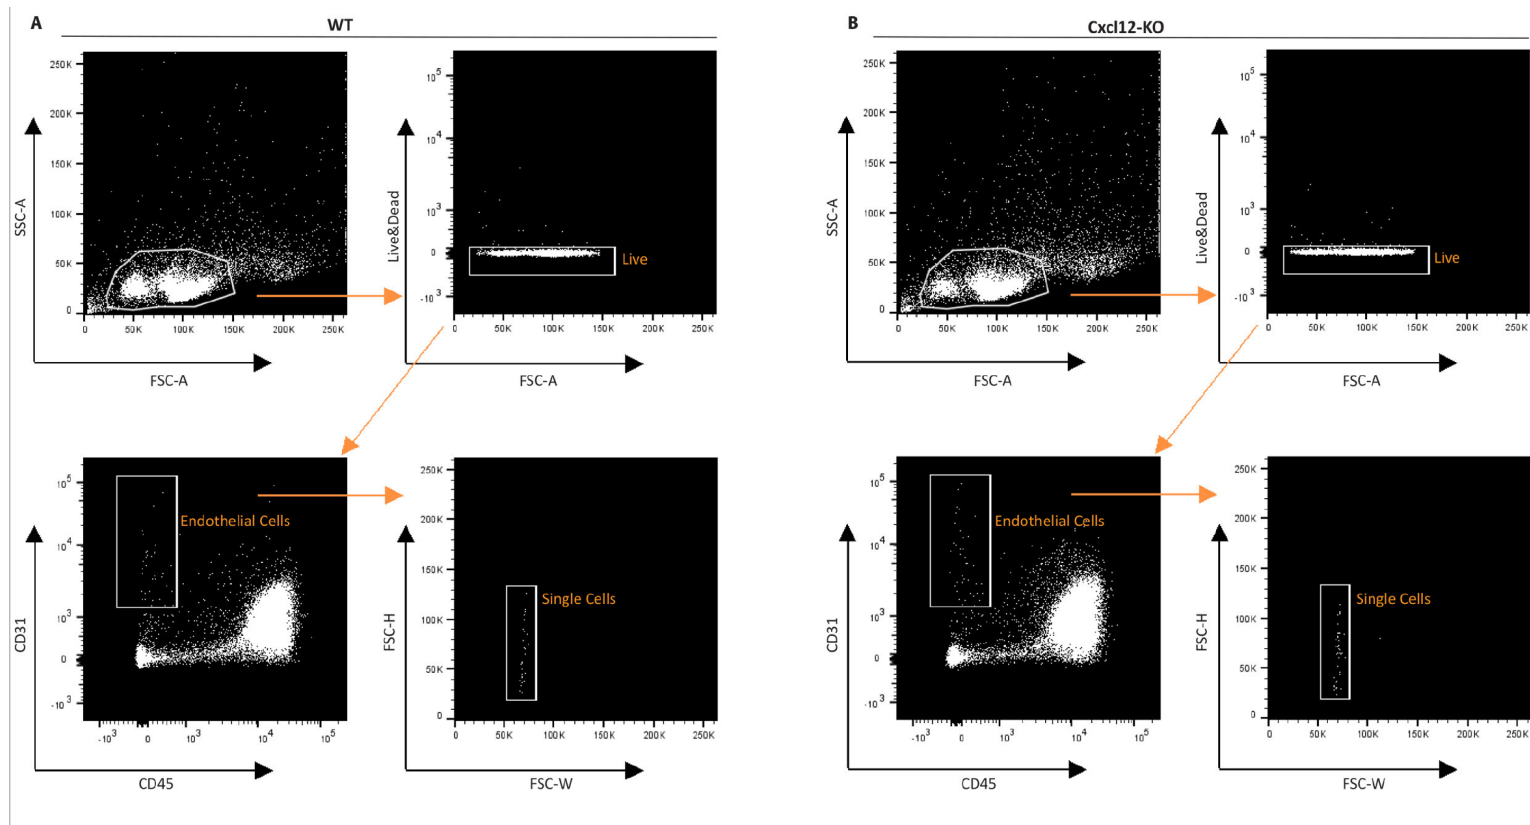 A
WT
B
Cxcl12-KO
250K
200K
150K
100K
50K
0
SSC-A
0 50K 100K 150K 200K 250K
FSC-A
10^5
10^4
10^3
0
-10^3
Live&Dead
Live
0 50K 100K 150K 200K 250K
FSC-A
250K
200K
150K
100K
50K
0
SSC-A
0 50K 100K 150K 200K 250K
FSC-A
10^5
10^4
10^3
0
-10^3
Live&Dead
Live
0 50K 100K 150K 200K 250K
FSC-A
10^5
10^4
10^3
0
-10^3
CD31
Endothelial Cells
-10^3 0 10^3 10^4 10^5
CD45
250K
200K
150K
100K
50K
0
FSC-H
Single Cells
0 50K 100K 150K 200K 250K
FSC-W
10^5
10^4
10^3
0
-10^3
CD31
Endothelial Cells
-10^3 0 10^3 10^4 10^5
CD45
250K
200K
150K
100K
50K
0
FSC-H
Single Cells
0 50K 100K 150K 200K 250K
FSC-W